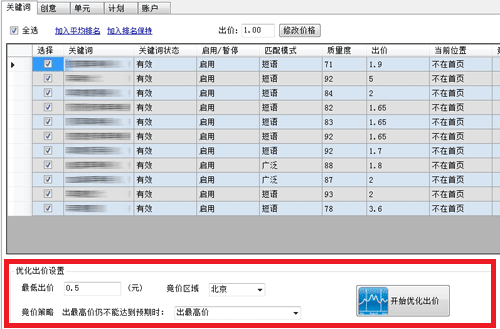 关键词 创意 单元 计划 账户
全选 加入平均排名 加入排名保持 出价: 1.00 修改价格
选择 关键词 关键词状态 启用/暂停 匹配模式 质量度 出价 当前位置
有效 启用 短语 71 1.9 不在首页
有效 启用 短语 92 5 不在首页
有效 启用 短语 84 2 不在首页
有效 启用 短语 82 1.65 不在首页
有效 启用 短语 83 1.65 不在首页
有效 启用 短语 92 1.65 不在首页
有效 启用 短语 92 1.7 不在首页
有效 启用 广泛 88 1.8 不在首页
有效 启用 广泛 87 2 不在首页
有效 启用 短语 93 2 不在首页
有效 启用 短语 78 3.6 不在首页
优化出价设置
最低出价 0.5 (元) 竞价区域 北京 开始优化出价
竞价策略 出最高价仍不能达到预期时: 出最高价